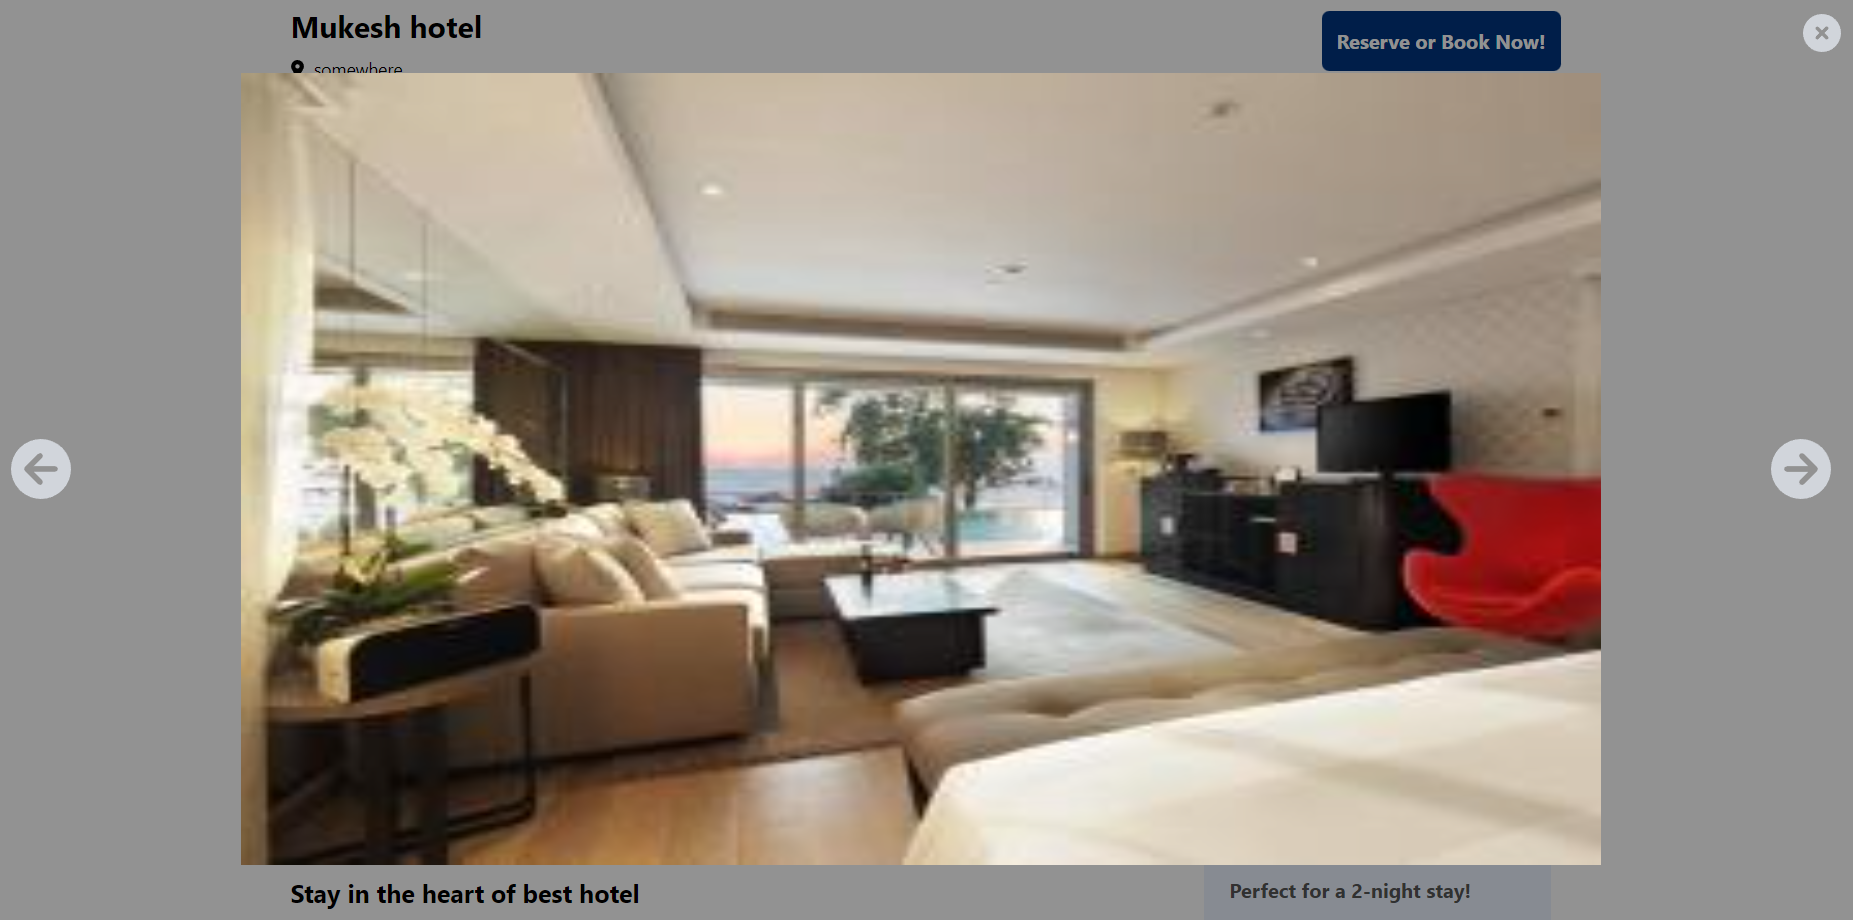 Mukesh hotel
Reserve or Book Now!
somewhere
Stay in the heart of best hotel
Perfect for a 2-night stay!